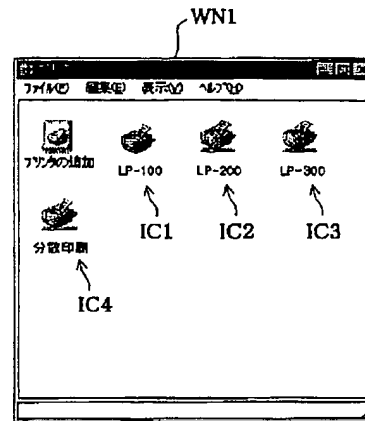 WN1
ファイル(F) 編集(E) 表示(V) ヘルプ(H)
プリンタの追加 LP-100 LP-200 LP-300
IC1 IC2 IC3
分散印刷
IC4